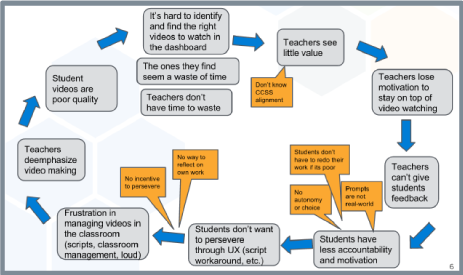 It's hard to identify
and find the right
videos to watch in
the dashboard
The ones they find
seem a waste of time
Teachers don't
have time to waste
Teachers see
little value
Don't know
CCSS
alignment
Teachers lose
motivation to
stay on top of
video watching
Teachers
can't give
students
feedback
Students have
less accountability
and motivation
Students don't
have to redo their
work if its poor
No
autonomy
or choice
Prompts
are not
real-world
Students don't want
to persevere
through UX (script
workaround, etc.)
No way to
reflect on
own work
No incentive
to persevere
Frustration in
managing videos in
the classroom
(scripts, classroom
management, loud)
Teachers
deemphasize
video making
Student
videos are
poor quality
6